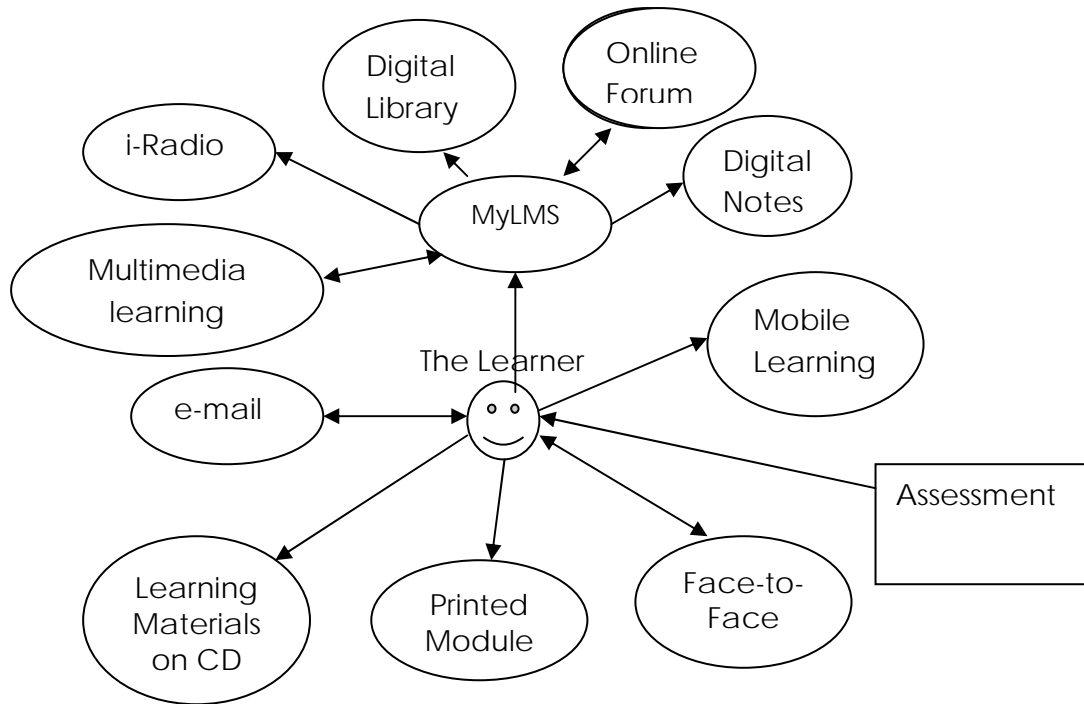 Digital
Library
Online
Forum
i-Radio
Digital
Notes
MyLMS
Multimedia
learning
Mobile
Learning
The Learner
e-mail
Assessment
Learning
Materials
on CD
Printed
Module
Face-to-
Face